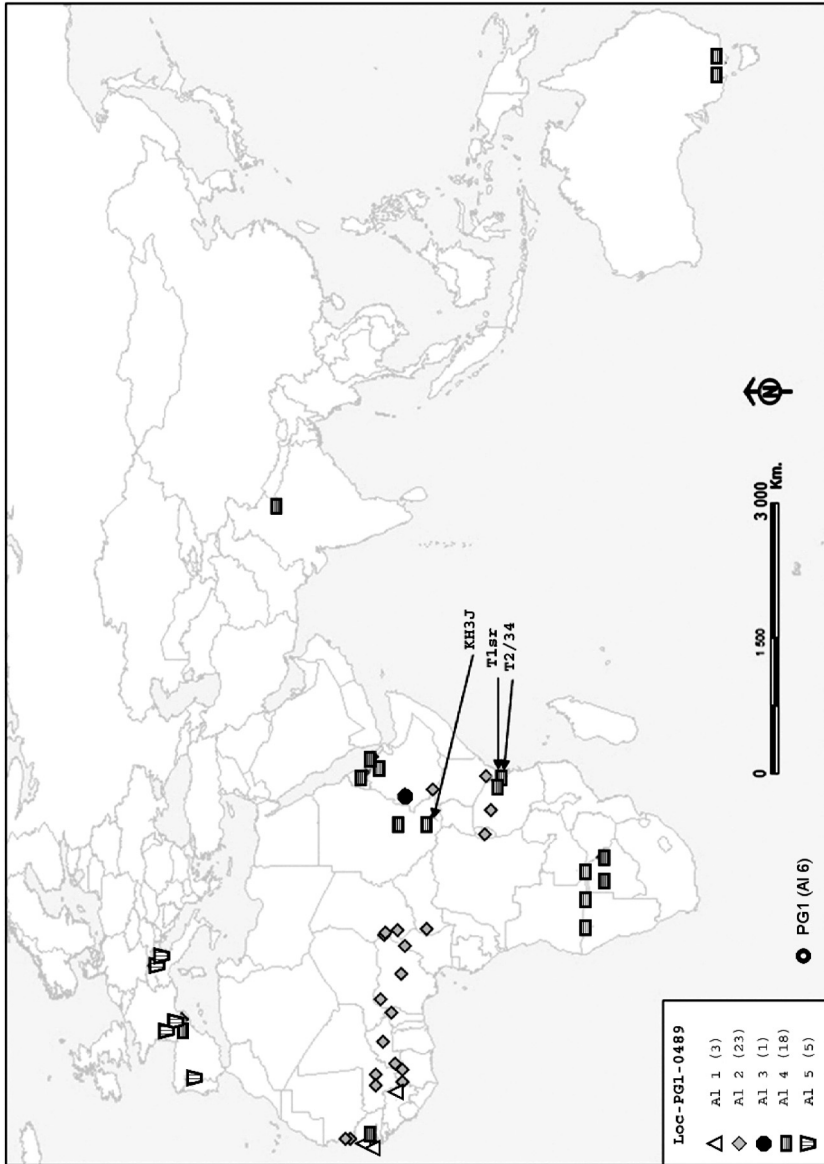 KH3J
T1sr
T2/34
N
0 1 500 3 000 Km.
PG1 (Al 6)
Loc-PG1-0489
Al 1 (3)
Al 2 (23)
Al 3 (1)
Al 4 (18)
Al 5 (5)